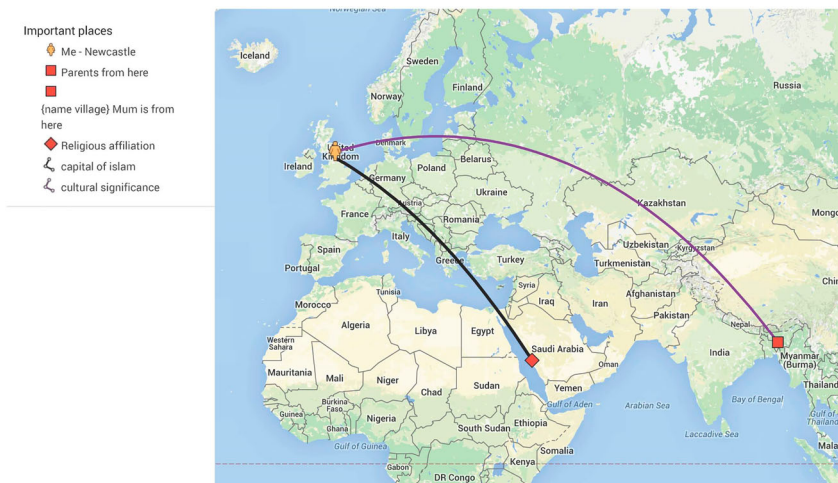 Important places
Me - Newcastle
Parents from here
{name village} Mum is from
here
Religious affiliation
capital of islam
cultural significance
Norwegian Sea
Iceland
Sweden
Finland
Norway
Russia
United
Kingdom
Denmark
Ireland
Belarus
Poland
Germany
Ukraine
Kazakhstan
Austria
France
Romania
Mongo
Italy
Uzbekistan
Kyrgyzstan
Spain
Greece
Turkey
Turkmenistan
Portugal
Syria
Chin
Tunisia
Afghanistan
Iraq
Iran
Morocco
Pakistan
Nepal
Algeria
Libya
Egypt
Western
Sahara
Saudi Arabia
India
Oman
Myanmar
(Burma)
Mauritania
Mali
Niger
Sudan
Yemen
Thailand
Chad
Bay of Bengal
Burkina
Faso
Gulf of Aden
Arabian Sea
Guinea
Nigeria
Ethiopia
Gulf of
Thailand
Ghana
South Sudan
Laccadive Sea
Gulf of Guinea
Somalia
Mala
Gabon
Kenya
DR Congo